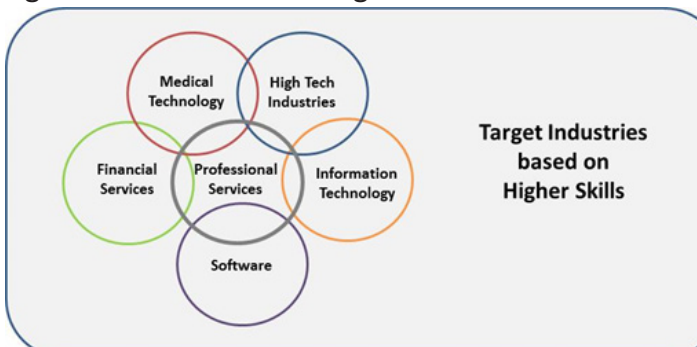 Medical
Technology
High Tech
Industries
Financial
Services
Professional
Services
Information
Technology
Software
Target Industries
based on
Higher Skills